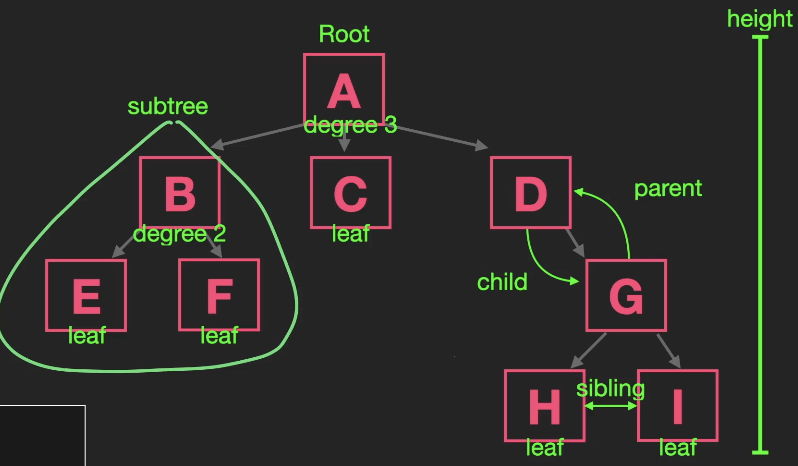 height
Root
A
subtree
degree 3
B
C
D
parent
degree 2
leaf
child
E
F
G
leaf
leaf
sibling
H
I
leaf
leaf